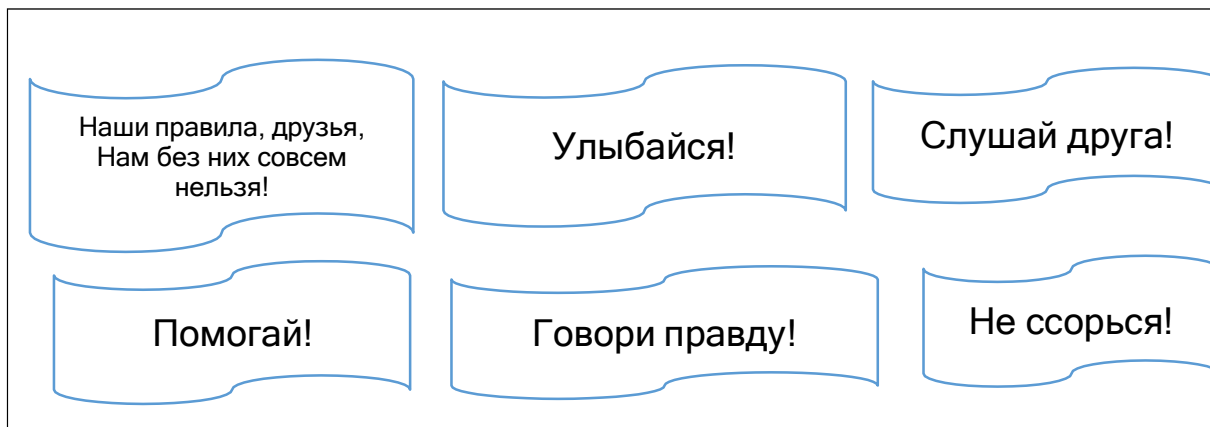 Наши правила, друзья,
Нам без них совсем
нельзя!
Улыбайся!
Слушай друга!
Помогай!
Говори правду!
Не ссорься!